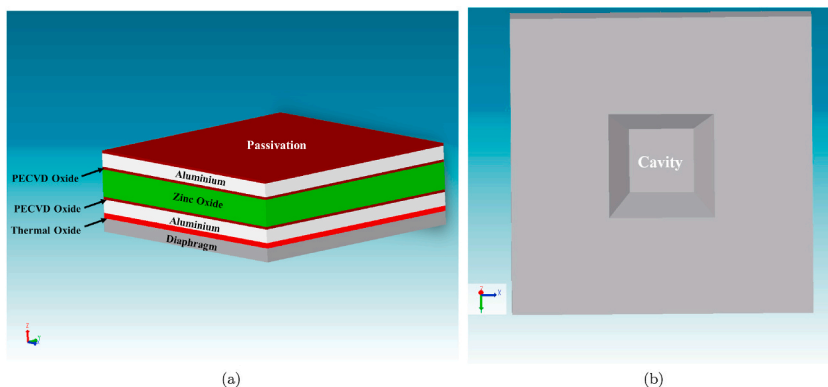 Passivation
Aluminium
PECVD Oxide
Zinc Oxide
PECVD Oxide
Aluminium
Thermal Oxide
Diaphragm
Z
Y
Cavity
Z
X
(a)
(b)